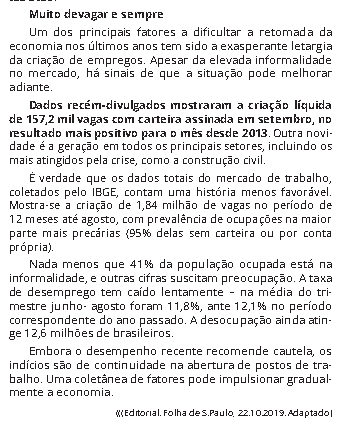 Muito devagar e sempre
Um dos principais fatores a dificultar a retomada da
economia nos últimos anos tem sido a exasperante letargia
da criação de empregos. Apesar da elevada informalidade
no mercado, há sinais de que a situação pode melhorar
adiante.
Dados recém-divulgados mostraram a criação líquida
de 157,2 mil vagas com carteira assinada em setembro, no
resultado mais positivo para o mês desde 2013. Outra novi-
dade é a geração em todos os principais setores, incluindo os
mais atingidos pela crise, como a construção civil.
É verdade que os dados totais do mercado de trabalho,
coletados pelo IBGE, contam uma história menos favorável.
Mostra-se a criação de 1,84 milhão de vagas no período de
12 meses até agosto, com prevalência de ocupações na maior
parte mais precárias (95% delas sem carteira ou por conta
própria).
Nada menos que 41% da população ocupada está na
informalidade, e outras cifras suscitam preocupação. A taxa
de desemprego tem caído lentamente – na média do tri-
mestre junho- agosto foram 11,8%, ante 12,1% no período
correspondente do ano passado. A desocupação ainda atin-
ge 12,6 milhões de brasileiros.
Embora o desempenho recente recomende cautela, os
indícios são de continuidade na abertura de postos de tra-
balho. Uma coletânea de fatores pode impulsionar gradual-
mente a economia.
(((Editorial. Folha de S.Paulo, 22.10.2019. Adaptado)